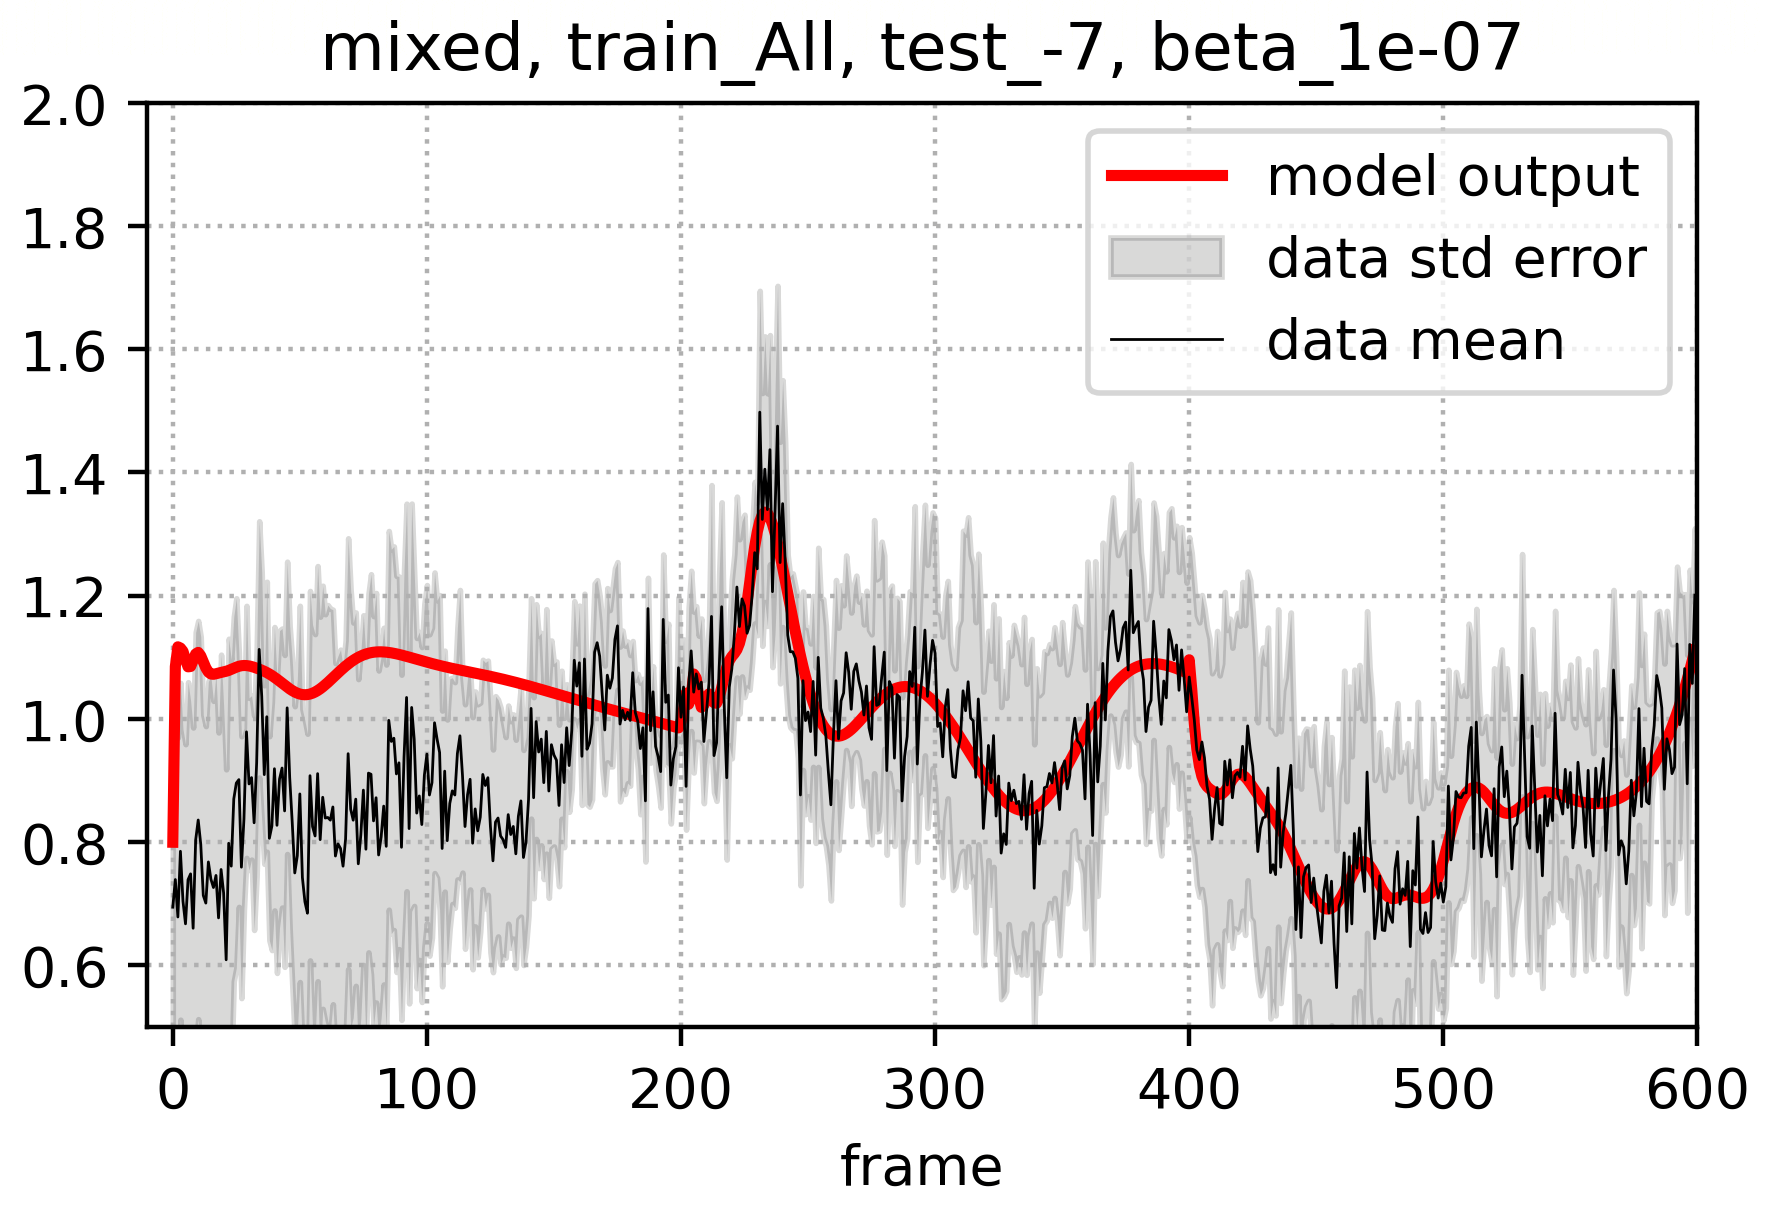 mixed, train_All, test_-7, beta_1e-07
2.0
1.8
1.6
1.4
1.2
1.0
0.8
0.6
model output
data std error
data mean
0 100 200 300 400 500 600
frame